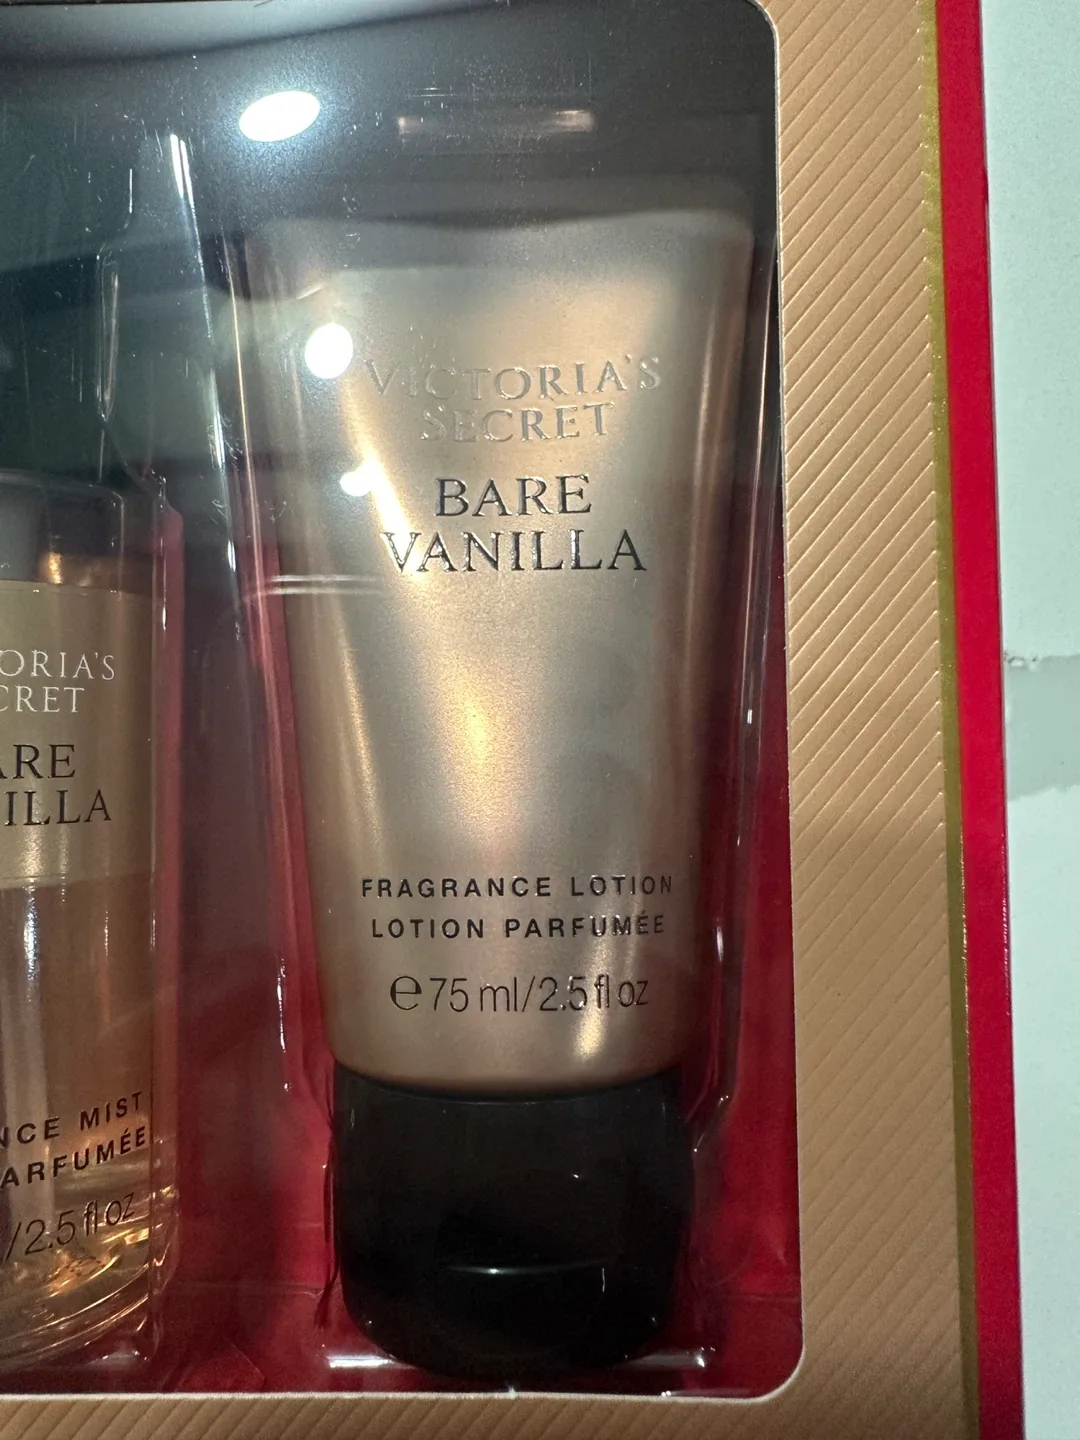 VICTORIA'S
SECRET
BARE
VANILLA
FRAGRANCE LOTION
LOTION PARFUMÉE
℮75 ml/2.5 fl oz
ORIA'S
CRET
ARE
ILLA
NCE MIST
ARFUMÉE
/2.5 fl oz